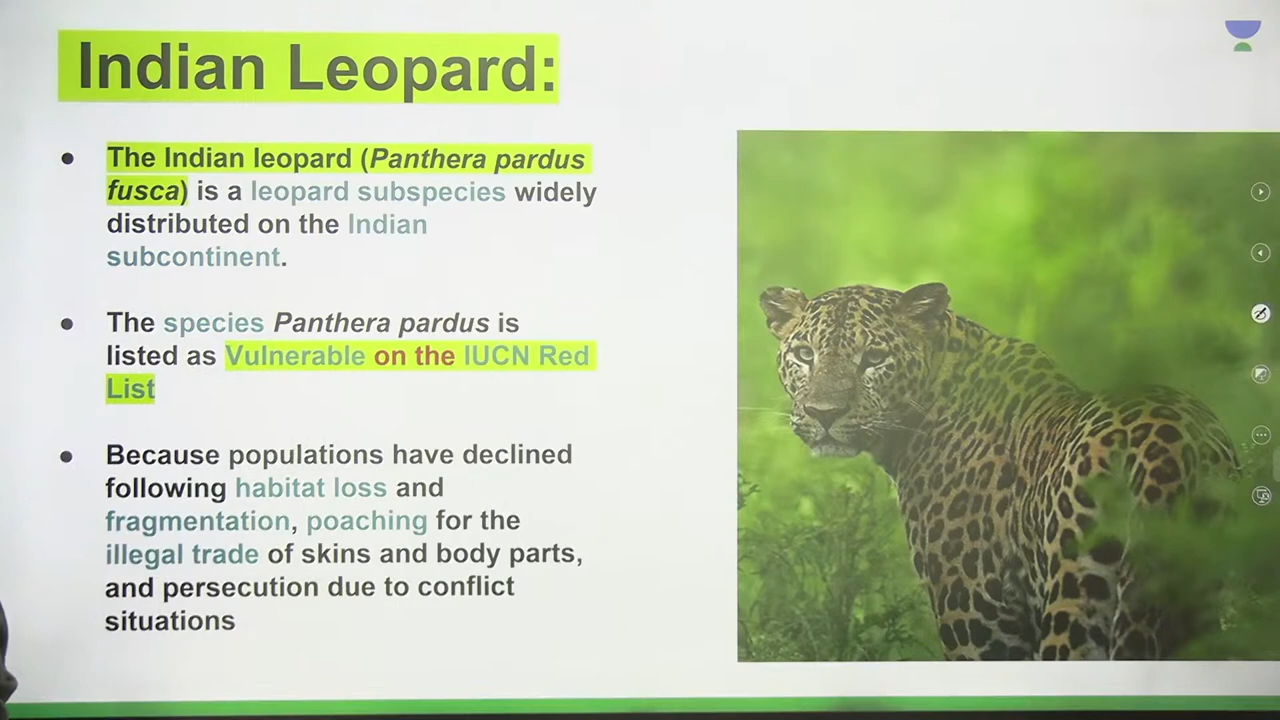 Indian Leopard:
● The Indian leopard (Panthera pardus
fusca) is a leopard subspecies widely
distributed on the Indian
subcontinent.
● The species Panthera pardus is
listed as Vulnerable on the IUCN Red
List
● Because populations have declined
following habitat loss and
fragmentation, poaching for the
illegal trade of skins and body parts,
and persecution due to conflict
situations